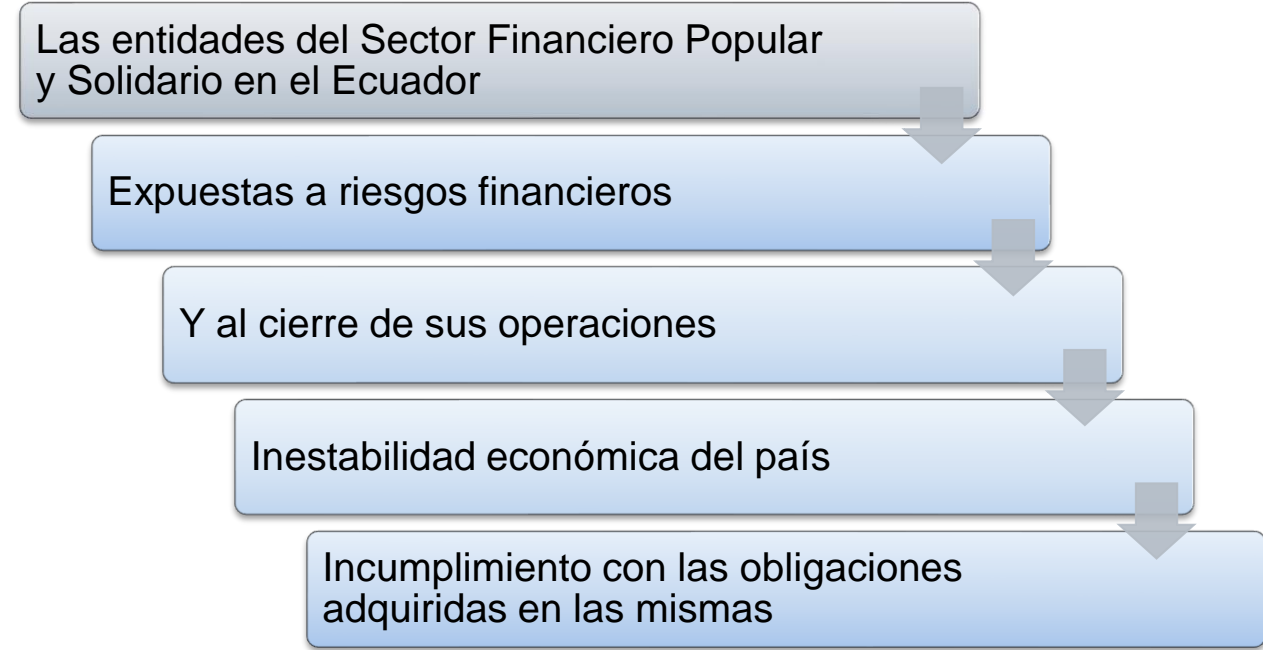 Las entidades del Sector Financiero Popular
y Solidario en el Ecuador
Expuestas a riesgos financieros
Y al cierre de sus operaciones
Inestabilidad económica del país
Incumplimiento con las obligaciones
adquiridas en las mismas